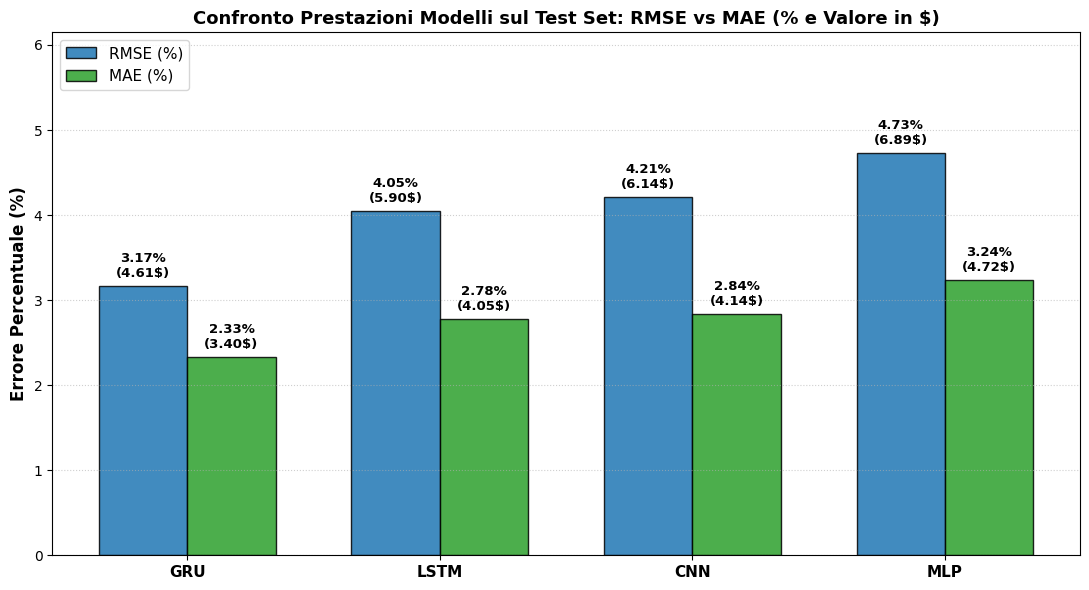 Confronto Prestazioni Modelli sul Test Set: RMSE vs MAE (% e Valore in $)
RMSE (%)
MAE (%)
Errore Percentuale (%)
6
5
4
3
2
1
0
3.17%
(4.61$)
2.33%
(3.40$)
4.05%
(5.90$)
2.78%
(4.05$)
4.21%
(6.14$)
2.84%
(4.14$)
4.73%
(6.89$)
3.24%
(4.72$)
GRU
LSTM
CNN
MLP